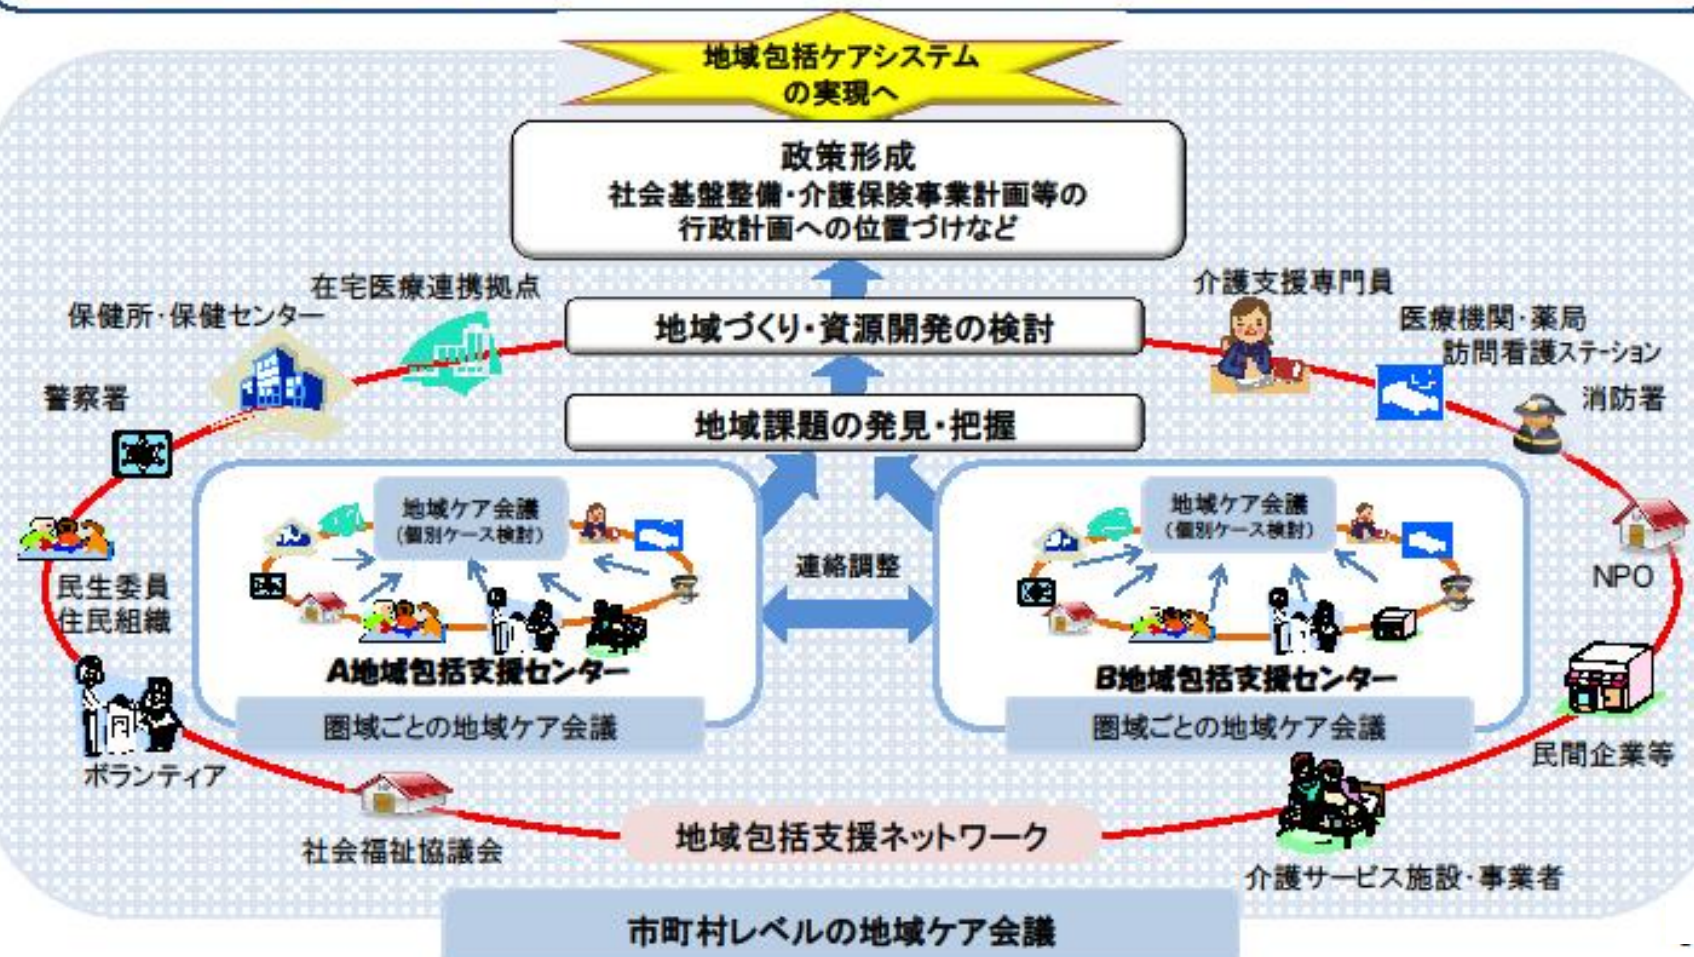 地域包括ケアシステム
の実現へ
政策形成
社会基盤整備・介護保険事業計画等の
行政計画への位置づけなど
在宅医療連携拠点
保健所・保健センター
介護支援専門員
医療機関・薬局
訪問看護ステーション
地域づくり・資源開発の検討
警察署
消防署
地域課題の発見・把握
地域ケア会議
(個別ケース検討)
地域ケア会議
(個別ケース検討)
連絡調整
民生委員
住民組織
NPO
A地域包括支援センター
B地域包括支援センター
圏域ごとの地域ケア会議
圏域ごとの地域ケア会議
ボランティア
民間企業等
地域包括支援ネットワーク
社会福祉協議会
介護サービス施設・事業者
市町村レベルの地域ケア会議